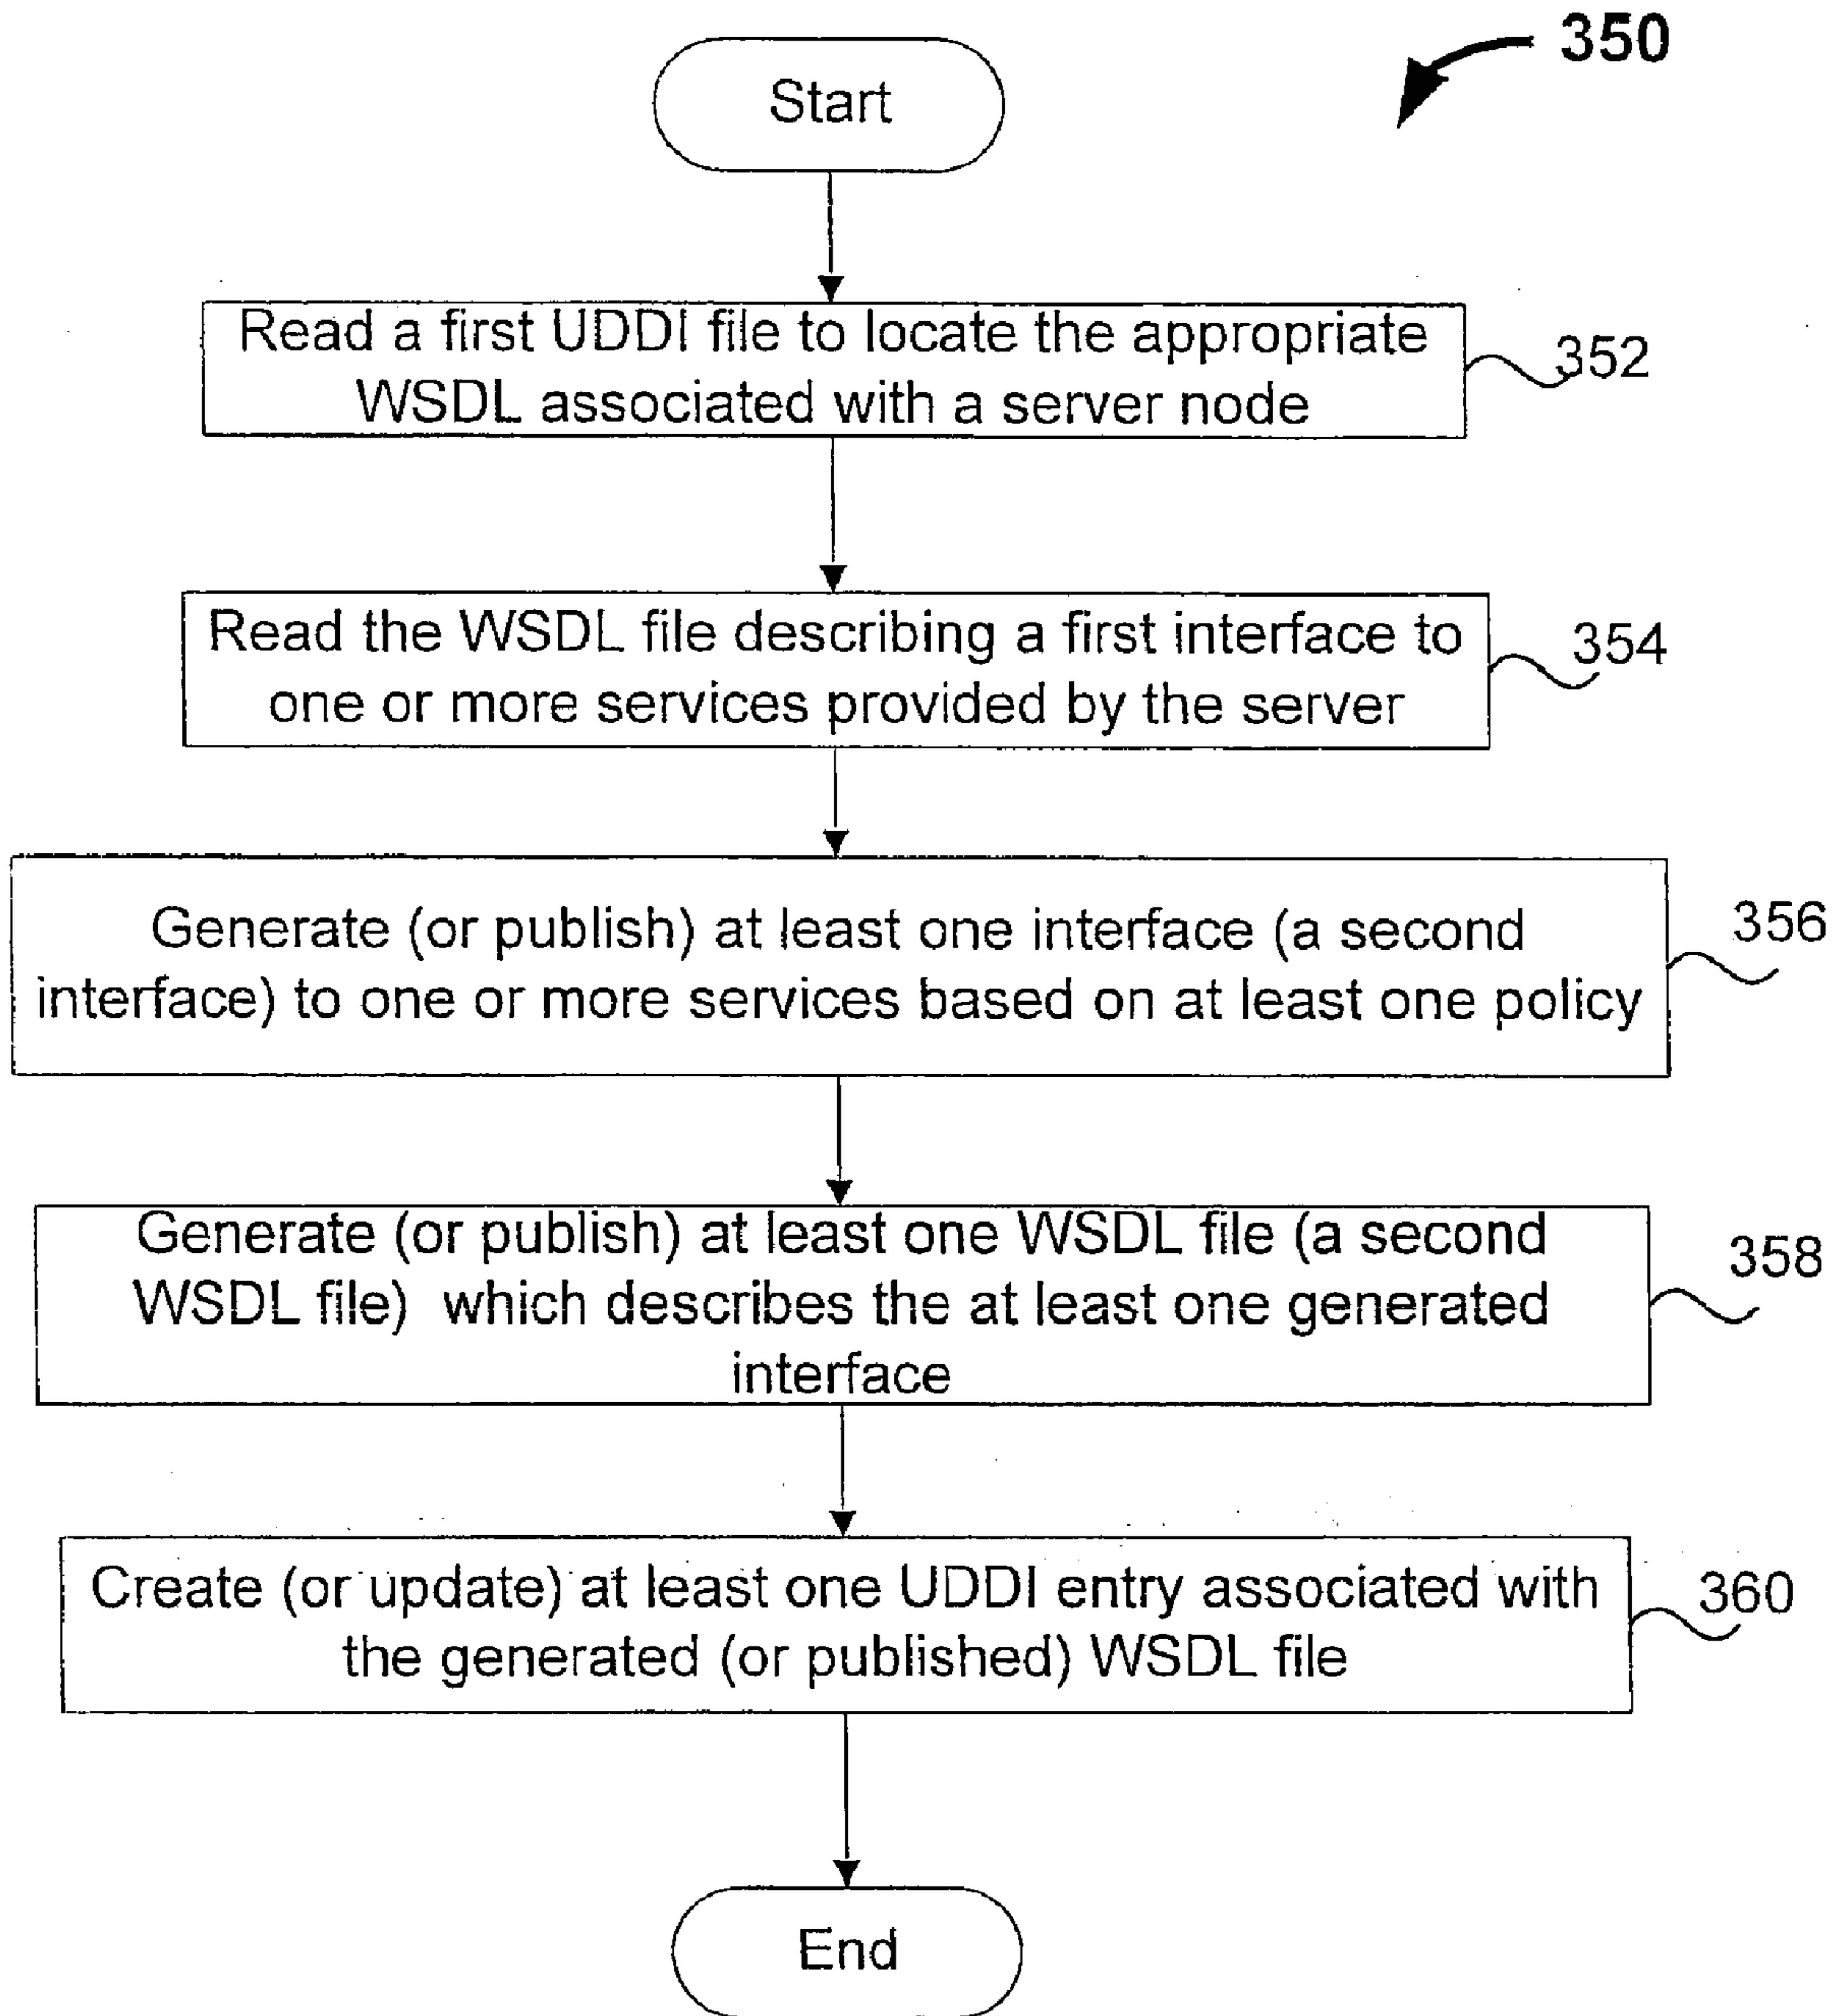 350
Start
Read a first UDDI file to locate the appropriate
WSDL associated with a server node
352
Read the WSDL file describing a first interface to
one or more services provided by the server
354
Generate (or publish) at least one interface (a second
interface) to one or more services based on at least one policy
356
Generate (or publish) at least one WSDL file (a second
WSDL file) which describes the at least one generated
interface
358
Create (or update) at least one UDDI entry associated with
the generated (or published) WSDL file
360
End